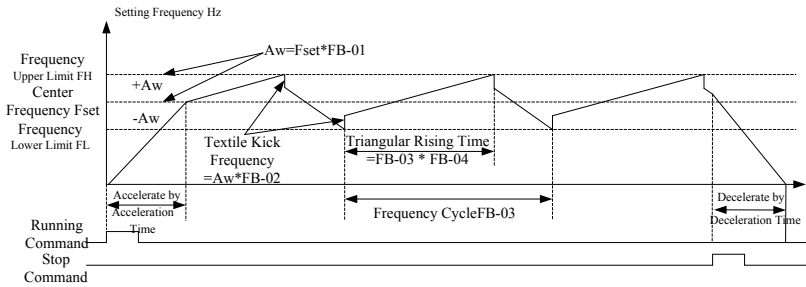 Setting Frequency Hz
Aw=Fset*FB-01
Frequency
Upper Limit FH
+Aw
Center
Frequency Fset
-Aw
Frequency
Lower Limit FL
Textile Kick
Frequency
=Aw*FB-02
Triangular Rising Time
=FB-03 * FB-04
Accelerate by
Acceleration
Time
Frequency CycleFB-03
Decelerate by
Deceleration Time
Running
Command
Stop
Command